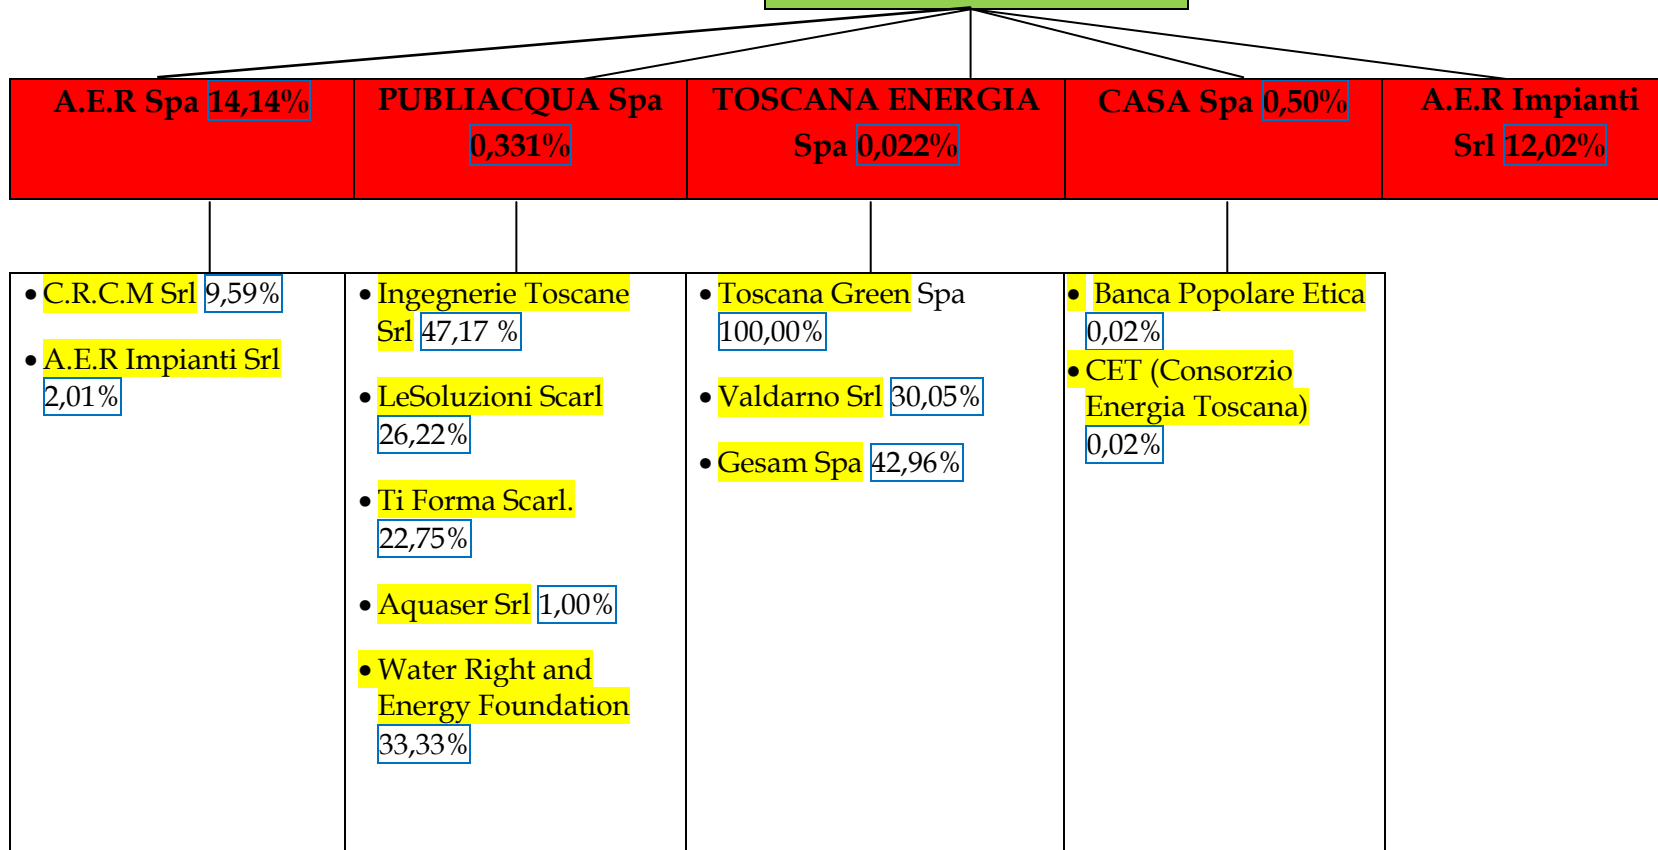 A.E.R Spa 14,14%
PUBLIACQUA Spa
0,331%
TOSCANA ENERGIA
Spa 0,022%
CASA Spa 0,50%
A.E.R Impianti
Srl 12,02%
• C.R.C.M Srl 9,59%
• A.E.R Impianti Srl
2,01%
• Ingegnerie Toscane
Srl 47,17 %
• LeSoluzioni Scarl
26,22%
• Ti Forma Scarl.
22,75%
• Aquaser Srl 1,00%
• Water Right and
Energy Foundation
33,33%
• Toscana Green Spa
100,00%
• Valdarno Srl 30,05%
• Gesam Spa 42,96%
• Banca Popolare Etica
0,02%
• CET (Consorzio
Energia Toscana)
0,02%